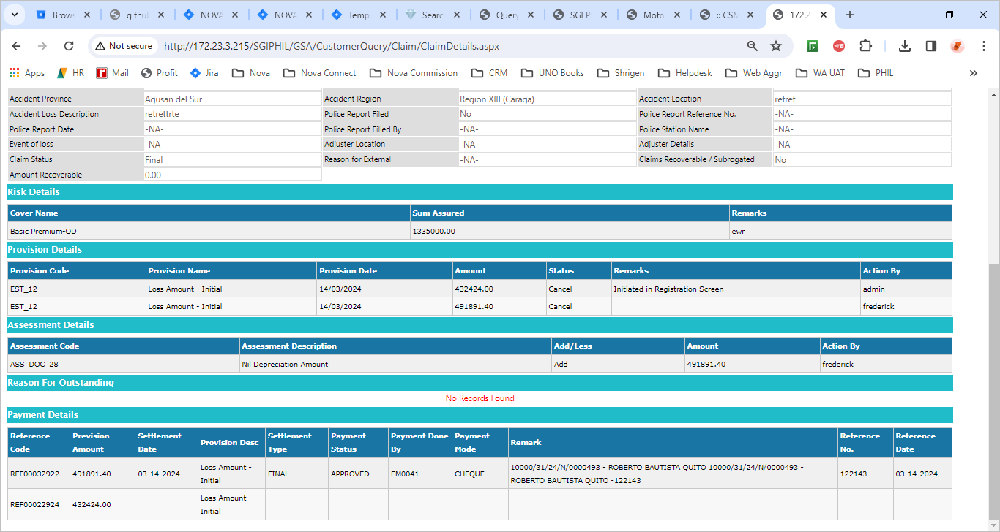 Brows
githul
NOVA
NOVA
Temp
Searc
Query
SGI P
Moto
:: CSM
172.2
Not secure http://172.23.3.215/SGIPHIL/GSA/CustomerQuery/Claim/ClaimDetails.aspx
Apps HR Mail Profit Jira Nova Nova Connect Nova Commission CRM UNO Books Shrigen Helpdesk Web Aggr WA UAT PHIL »
Accident Province Agusan del Sur Accident Region Region XIII (Caraga) Accident Location retret
Accident Loss Description retrettrte Police Report Filed No Police Report Reference No. -NA-
Police Report Date -NA- Police Report Filled By -NA- Police Station Name -NA-
Event of loss -NA- Adjuster Location -NA- Adjuster Details -NA-
Claim Status Final Reason for External -NA- Claims Recoverable / Subrogated No
Amount Recoverable 0.00
Risk Details
Cover Name Sum Assured Remarks
Basic Premium-OD 1335000.00 ewr
Provision Details
Provision Code Provision Name Provision Date Amount Status Remarks Action By
EST_12 Loss Amount - Initial 14/03/2024 432424.00 Cancel Initiated in Registration Screen admin
EST_12 Loss Amount - Initial 14/03/2024 491891.40 Cancel frederick
Assessment Details
Assessment Code Assessment Description Add/Less Amount Action By
ASS_DOC_28 Nil Depreciation Amount Add 491891.40 frederick
Reason For Outstanding
No Records Found
Payment Details
Reference Code Prevision Amount Settlement Date Provision Desc Settlement Type Payment Status Payment Done By Payment Mode Remark Reference No. Reference Date
REF00032922 491891.40 03-14-2024 Loss Amount - Initial FINAL APPROVED EM0041 CHEQUE 10000/31/24/N/0000493 - ROBERTO BAUTISTA QUITO 10000/31/24/N/0000493 - ROBERTO BAUTISTA QUITO -122143 122143 03-14-2024
REF00022924 432424.00 Loss Amount - Initial